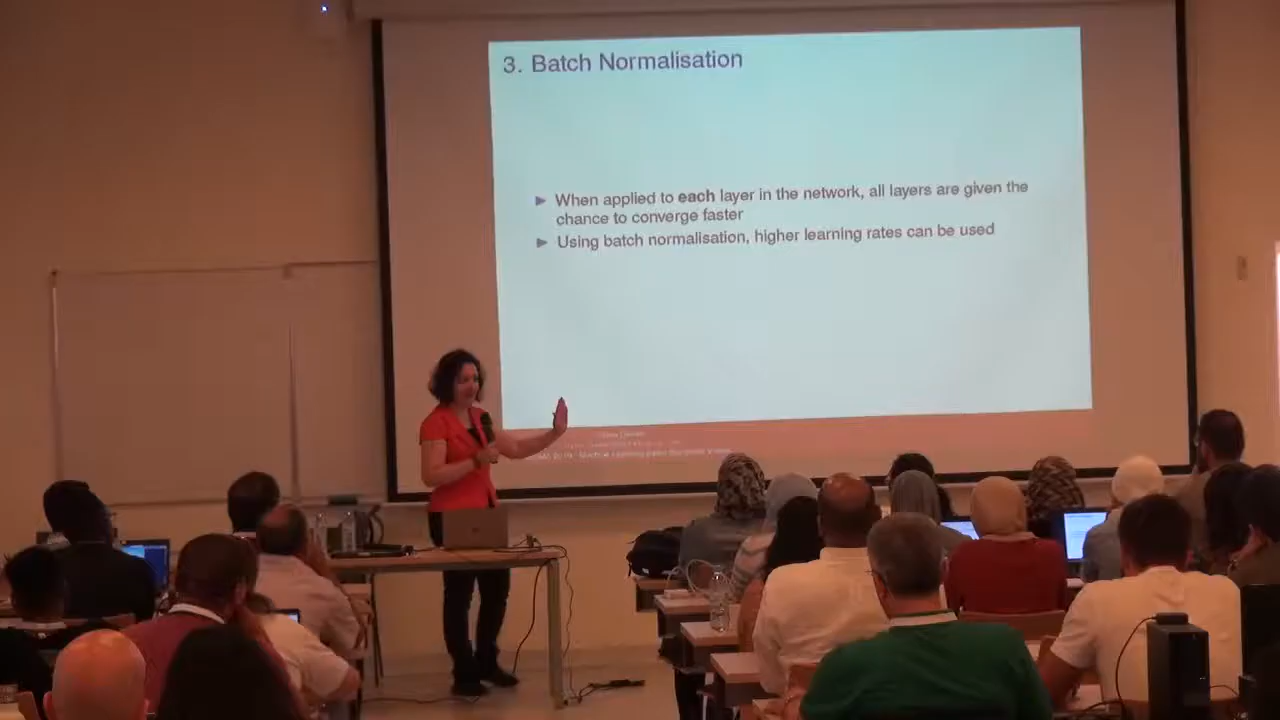 3. Batch Normalisation
▶ When applied to each layer in the network, all layers are given the
chance to converge faster
▶ Using batch normalisation, higher learning rates can be used